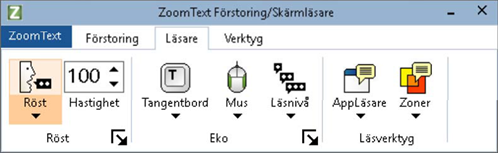 ZoomText Förstoring/Skärmläsare
ZoomText Förstoring Läsare Verktyg
100 T
Röst Hastighet Tangentbord Mus Läsnivå AppLäsare Zoner
Röst Eko Läsverktyg